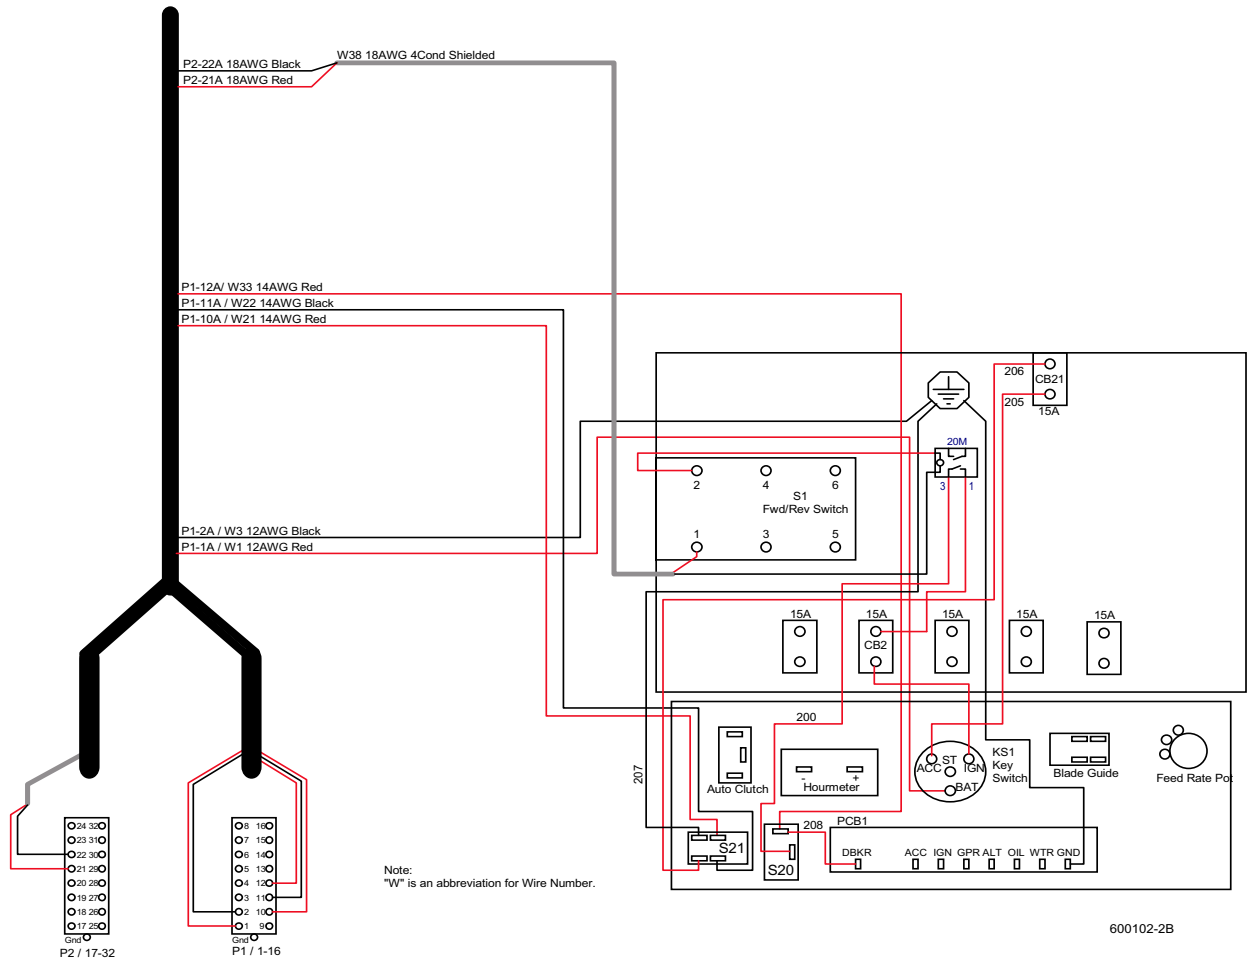 W38 18AWG 4Cond Shielded
P2-22A 18AWG Black
P2-21A 18AWG Red
P1-12A/ W33 14AWG Red
P1-11A / W22 14AWG Black
P1-10A / W21 14AWG Red
206
CB21
205
15A
20M
3 1
2 4 6
S1
Fwd/Rev Switch
1 3 5
P1-2A / W3 12AWG Black
P1-1A / W1 12AWG Red
15A 15A 15A 15A 15A
CB2
200
207
KS1
Key
Switch
ST
ACC IGN
BAT
Auto Clutch
- +
Hourmeter
Blade Guide
Feed Rate Pot
208
PCB1
S21
S20
DBKR ACC IGN GPR ALT OIL WTR GND
24 32
23 31
22 30
21 29
20 28
19 27
18 26
17 25
Gnd
P2 / 17-32
8 16
7 15
6 14
5 13
4 12
3 11
2 10
1 9
Gnd
P1 / 1-16
Note:
"W" is an abbreviation for Wire Number.
600102-2B